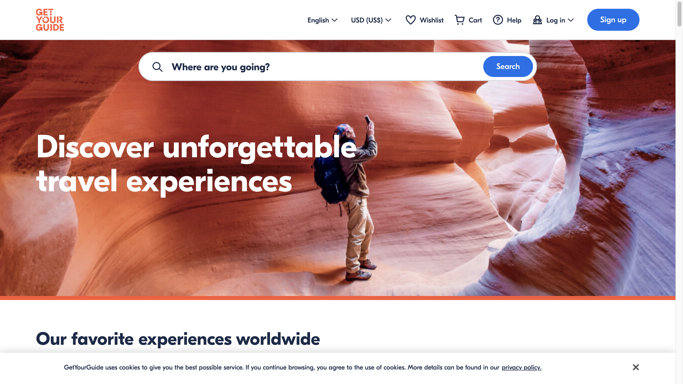 GET
YOUR
GUIDE
English
USD (US$)
Wishlist
Cart
Help
Log in
Sign up
Where are you going?
Search
Discover unforgettable
travel experiences
Our favorite experiences worldwide
GetYourGuide uses cookies to give you the best possible service. If you continue browsing, you agree to the use of cookies. More details can be found in our privacy policy.